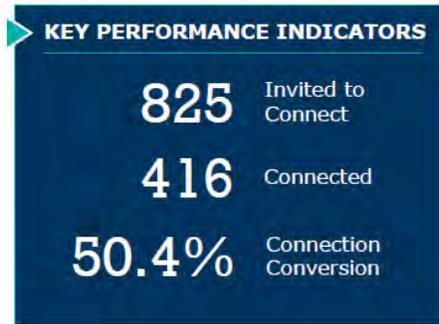 KEY PERFORMANCE INDICATORS
825 Invited to
Connect
416 Connected
50.4% Connection
Conversion